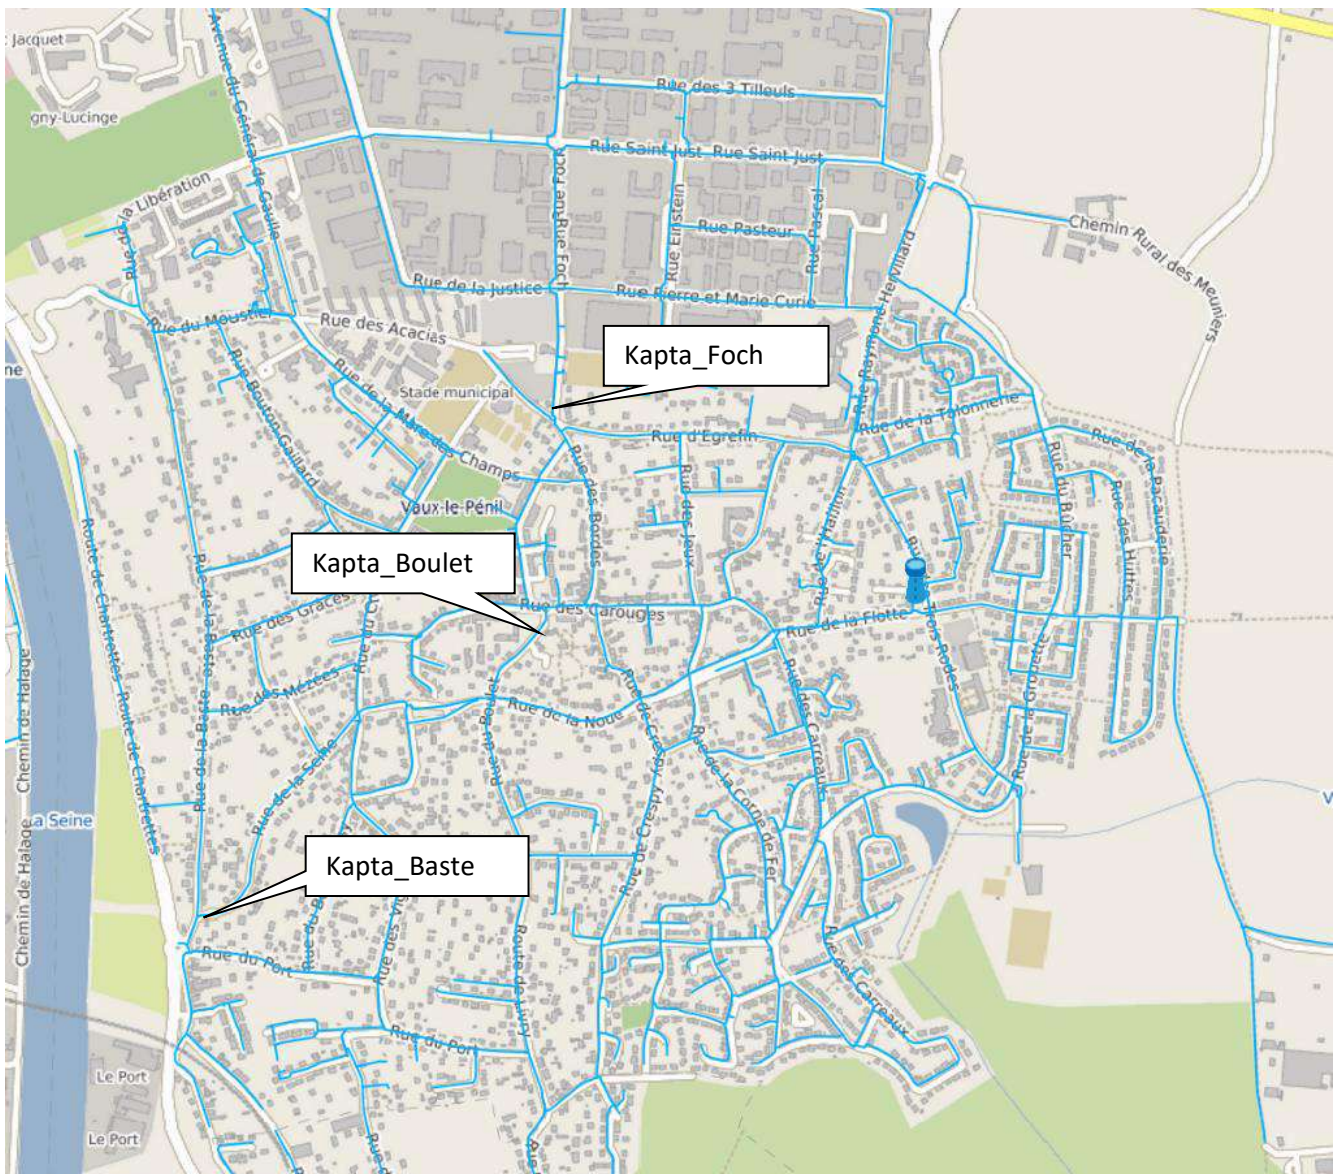 Jacquet
gny-Lucinge
Avenue du Général de Gaulle
la Libération
Rue des 3 Tilleuls
Rue Saint-Just
Rue Saint-Just
Rue Foch
Rue Foch
Rue Einstein
Rue Pasteur
Rue Pascal
Rue Raymond Hervillard
Chemin Rural des Meuniers
Rue de la Justice
Rue Pierre et Marie Curie
Rue du Moustier
Rue des Acacias
Kapta_Foch
Rue Bouton Gaillard
Rue de la Mare des Champs
Stade municipal
Rue d'Egrefin
Rue de la Tolonnerie
Rue du Bûcher
Rue de la Pacauderie
Rue des Huttes
Rue des Bordes
Rue des Joux
Vaux-le-Pénil
Kapta_Boulet
Route de Chartrettes
Route de Chartrettes
Rue de la Baste
Rue des Graces
Rue des Carouges
Rue de la Flotte
Trois Rodes
Rue des Mézées
Rue de la Noue
Boulet
Rue de la Seine
Rue des Carreaux
Rue de la Grouette
Rue de la Corne de Fer
Rue de Crespy
La Seine
Chemin de Halage
Chemin de Halage
Kapta_Baste
Rue du Port
Route de Livry
Rue des Carreaux
Rue du Port
Le Port
Le Port